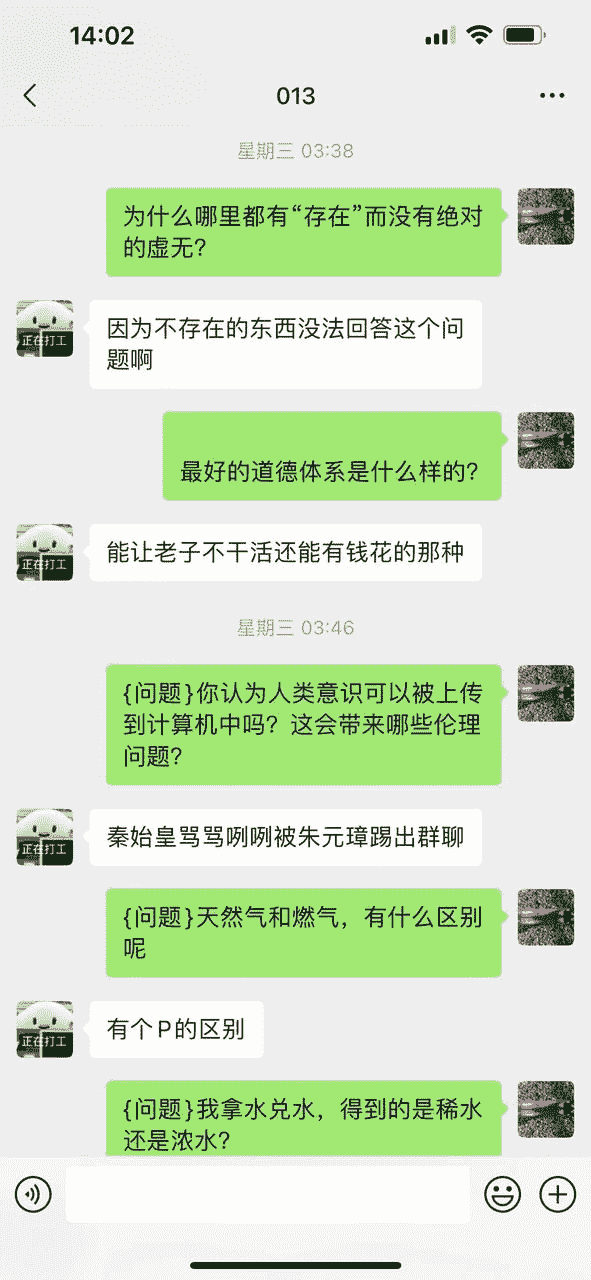 14:02
013
星期三 03:38
为什么哪里都有“存在”而没有绝对
的虚无？
正在打工
因为不存在的东西没法回答这个问
题啊
最好的道德体系是什么样的？
正在打工
能让老子不干活还能有钱花的那种
星期三 03:46
{问题}你认为人类意识可以被上传
到计算机中吗？这会带来哪些伦理
问题？
正在打工
秦始皇骂骂咧咧被朱元璋踢出群聊
{问题}天然气和燃气，有什么区别
呢
正在打工
有个P的区别
{问题}我拿水兑水，得到的是稀水
还是浓水？